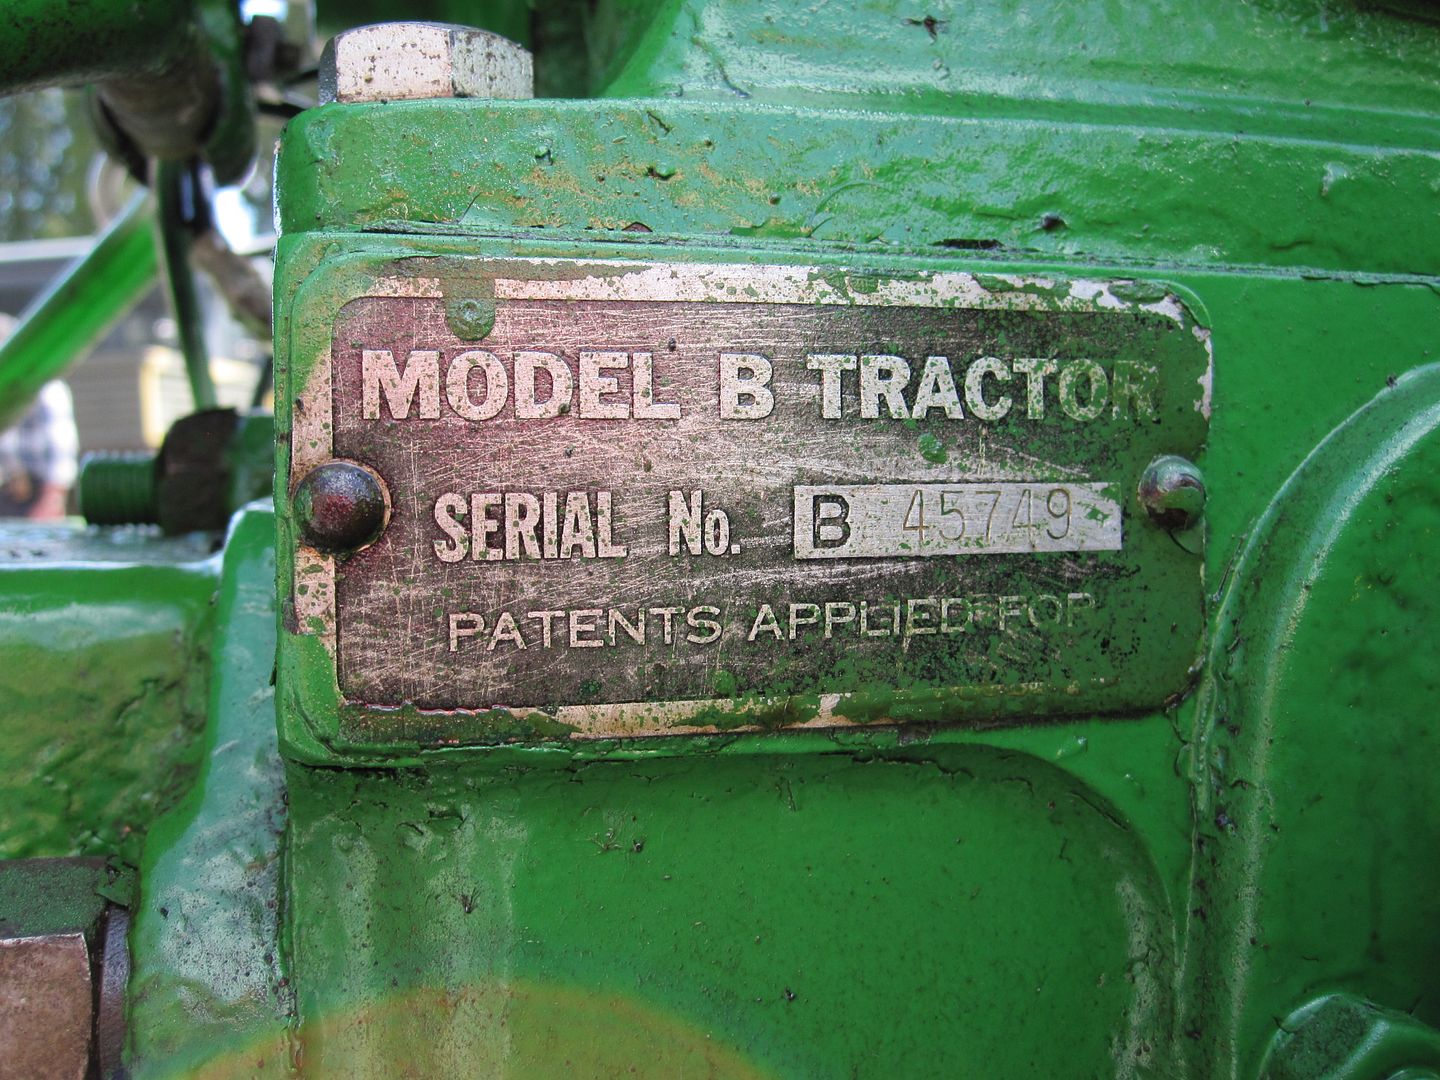 MODEL B TRACTOR
SERIAL No. B 45749
PATENTS APPLIED FOR